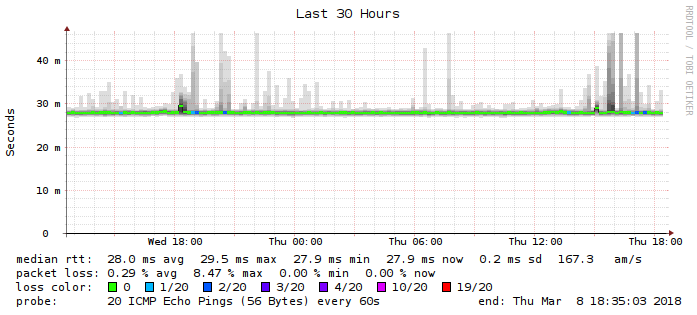 Last 30 Hours
RRDTOOL / TOBI OETIKER
Seconds
40 m
30 m
20 m
10 m
0
Wed 18:00 Thu 00:00 Thu 06:00 Thu 12:00 Thu 18:00
median rtt: 28.0 ms avg 29.5 ms max 27.9 ms min 27.9 ms now 0.2 ms sd 167.3 am/s
packet loss: 0.29 % avg 8.47 % max 0.00 % min 0.00 % now
loss color: 0 1/20 2/20 3/20 4/20 10/20 19/20
probe: 20 ICMP Echo Pings (56 Bytes) every 60s end: Thu Mar 8 18:35:03 2018